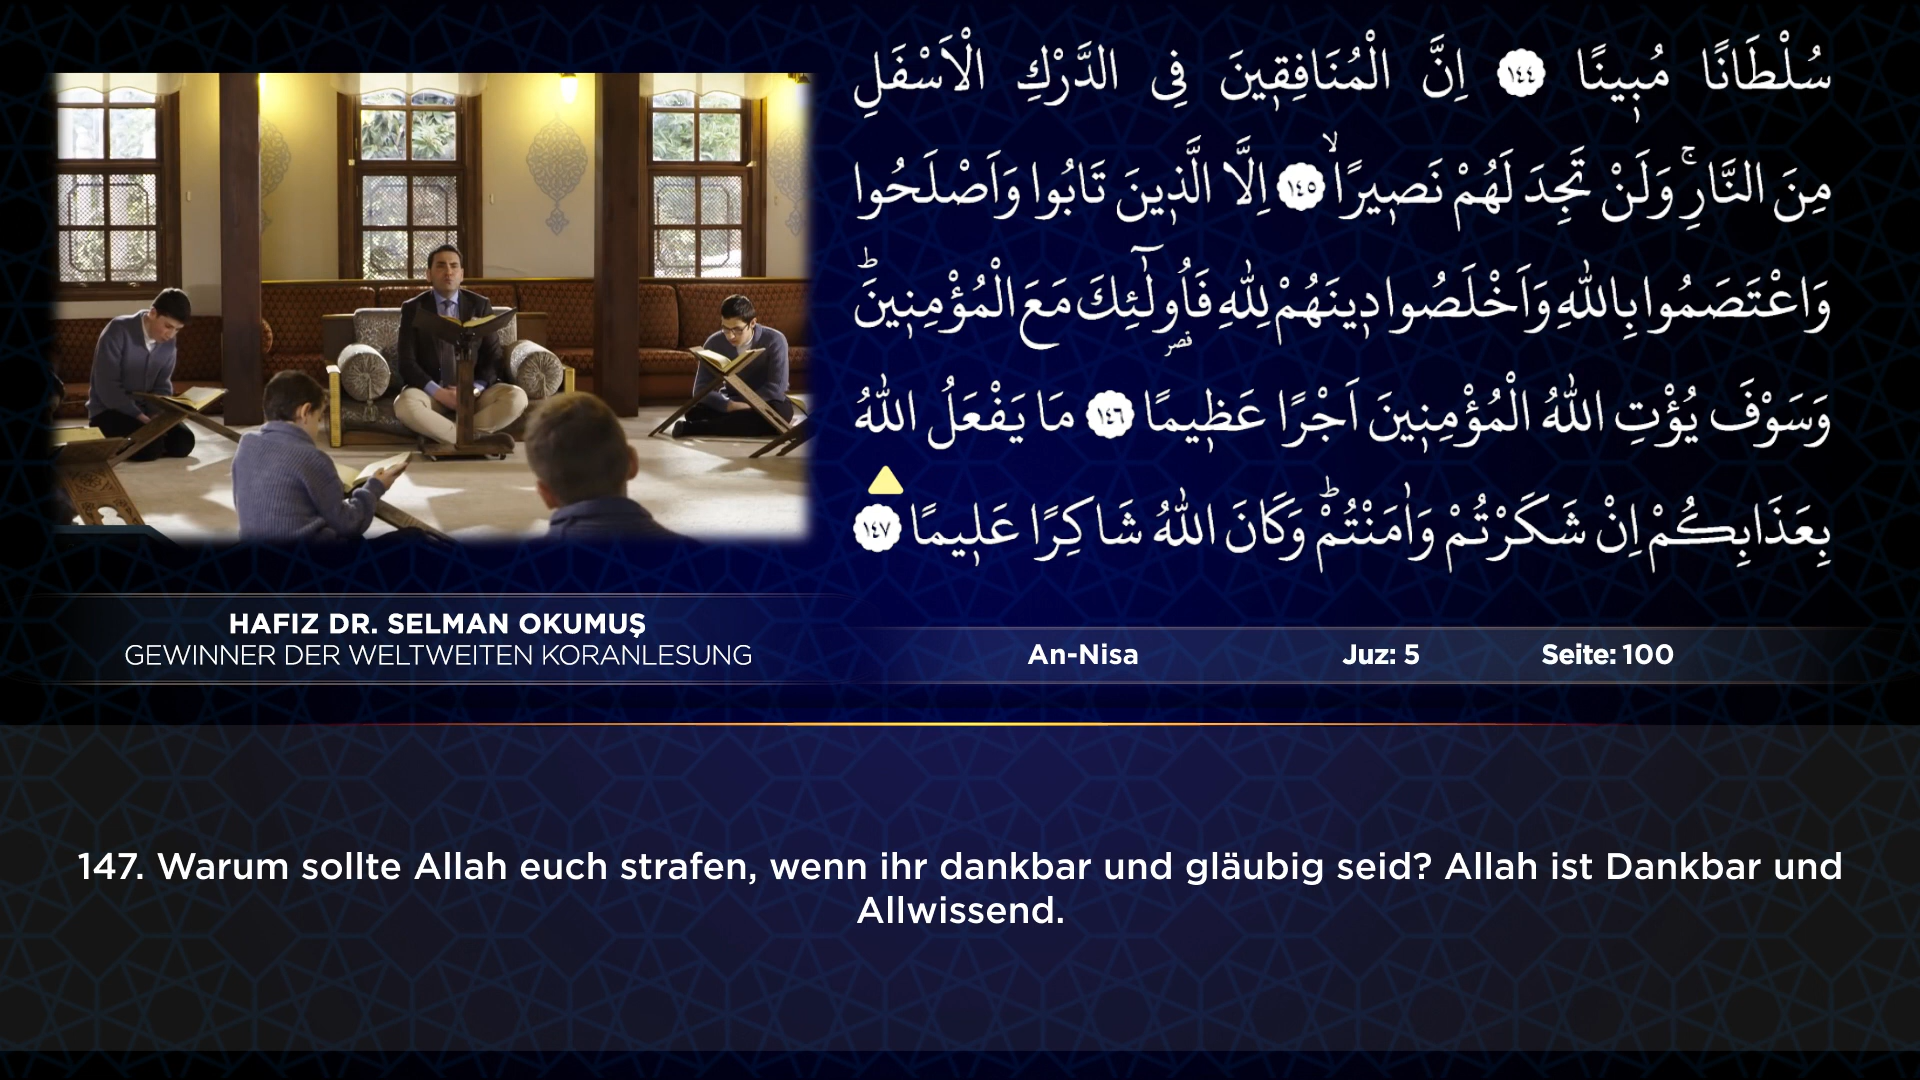 سُلْطَانًا مُبٖينًا ﴿١٤٤﴾ اِنَّ الْمُنَافِقٖينَ فِى الدَّرْكِ الْاَسْفَلِ
مِنَ النَّارِۚ وَلَنْ تَجِدَ لَهُمْ نَصٖيرًاۙ ﴿١٤٥﴾ اِلَّا الَّذٖينَ تَابُوا وَاَصْلَحُوا
وَاعْتَصَمُوا بِاللّٰهِ وَاَخْلَصُوا دٖينَهُمْ لِلّٰهِ فَاُولٰٓئِكَ مَعَ الْمُؤْمِنٖينَؕ
قصر
وَسَوْفَ يُؤْتِ اللّٰهُ الْمُؤْمِنٖينَ اَجْرًا عَظٖيمًا ﴿١٤٦﴾ مَا يَفْعَلُ اللّٰهُ
بِعَذَابِكُمْ اِنْ شَكَرْتُمْ وَاٰمَنْتُمْؕ وَكَانَ اللّٰهُ شَاكِرًا عَلٖيمًا ﴿١٤٧﴾
HAFIZ DR. SELMAN OKUMUŞ
GEWINNER DER WELTWEITEN KORANLESUNG
An-Nisa Juz: 5 Seite: 100
147. Warum sollte Allah euch strafen, wenn ihr dankbar und gläubig seid? Allah ist Dankbar und
Allwissend.